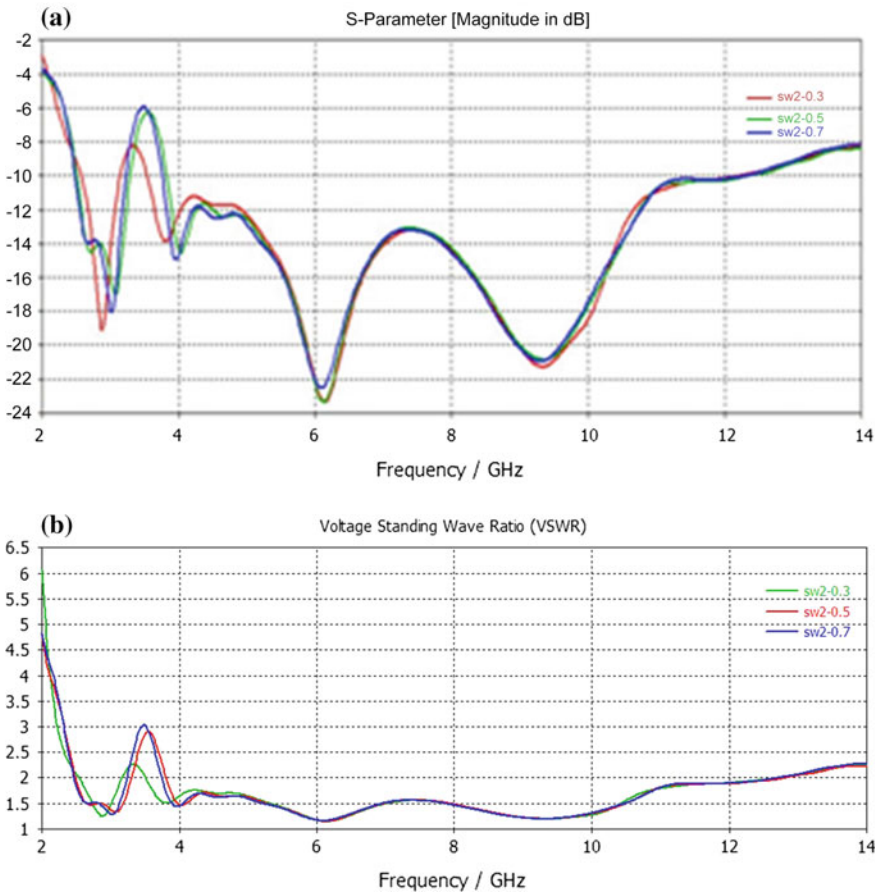 (a)
S-Parameter [Magnitude in dB]
-2
-4
-6
-8
-10
-12
-14
-16
-18
-20
-22
-24
sw2-0.3
sw2-0.5
sw2-0.7
2 4 6 8 10 12 14
Frequency / GHz
(b)
Voltage Standing Wave Ratio (VSWR)
6.5
6
5.5
5
4.5
4
3.5
3
2.5
2
1.5
1
sw2-0.3
sw2-0.5
sw2-0.7
2 4 6 8 10 12 14
Frequency / GHz